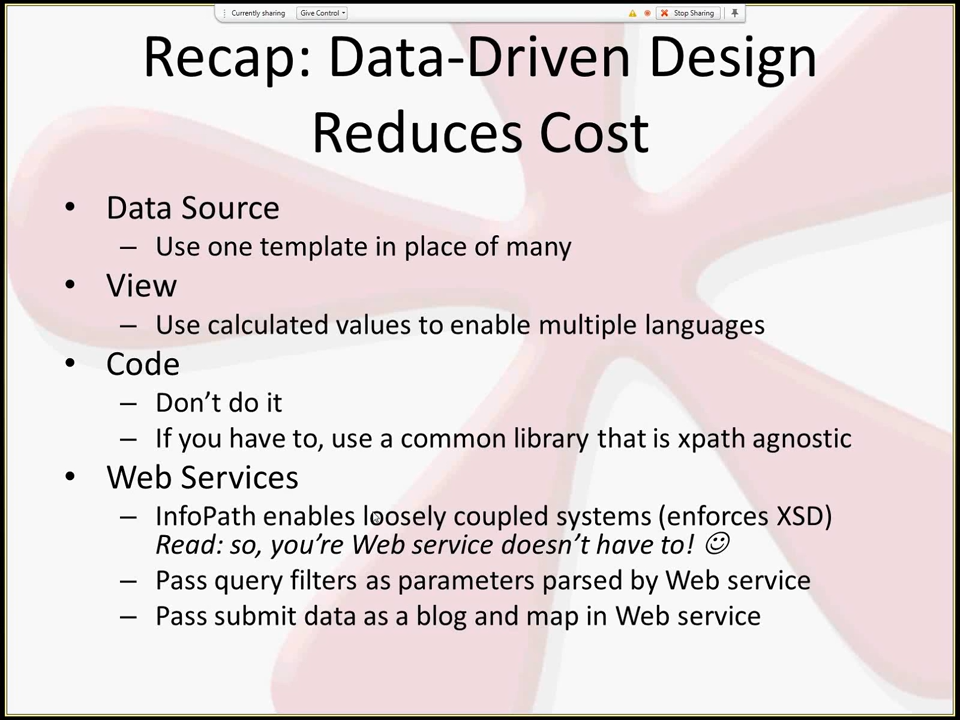 Currently sharing Give Control Stop Sharing
Recap: Data-Driven Design
Reduces Cost
• Data Source
– Use one template in place of many
• View
– Use calculated values to enable multiple languages
• Code
– Don’t do it
– If you have to, use a common library that is xpath agnostic
• Web Services
– InfoPath enables loosely coupled systems (enforces XSD)
Read: so, you’re Web service doesn’t have to! ☺
– Pass query filters as parameters parsed by Web service
– Pass submit data as a blog and map in Web service